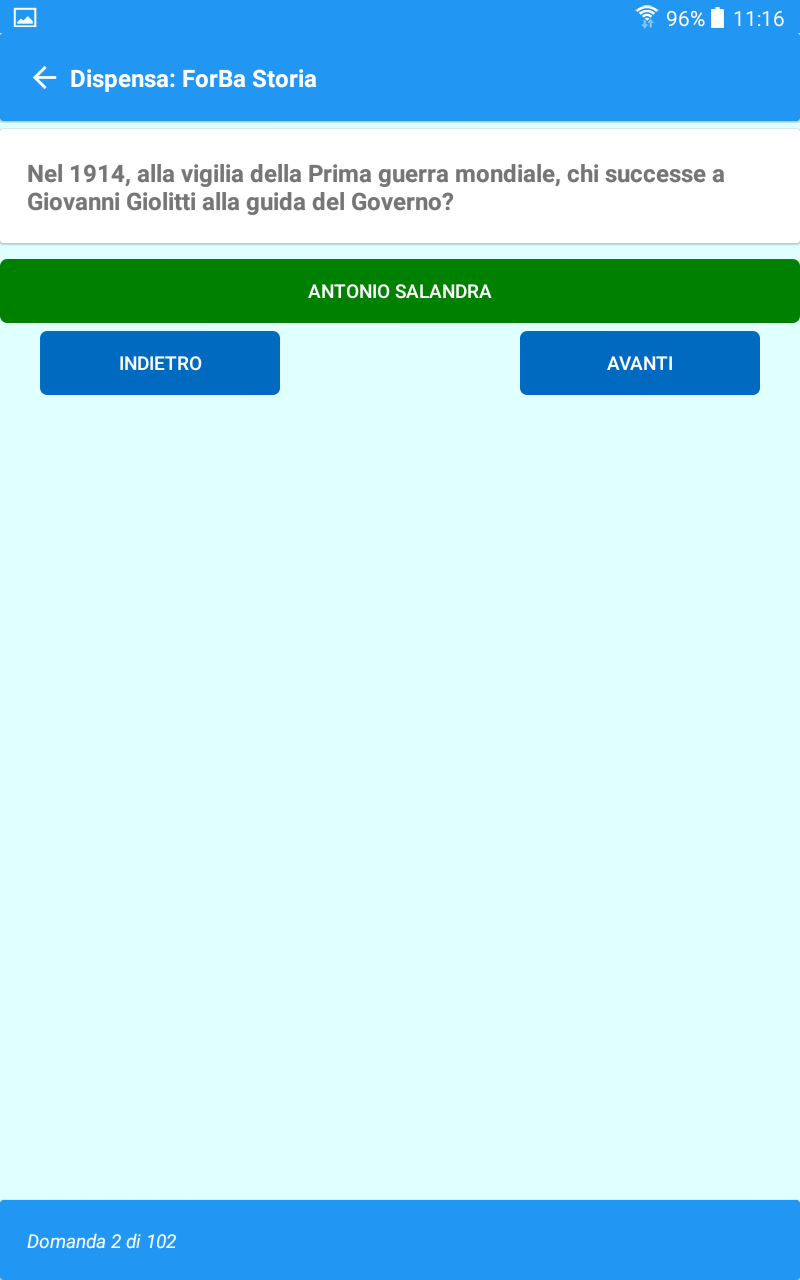 96% 11:16
Dispensa: ForBa Storia
Nel 1914, alla vigilia della Prima guerra mondiale, chi successe a
Giovanni Giolitti alla guida del Governo?
ANTONIO SALANDRA
INDIETRO
AVANTI
Domanda 2 di 102